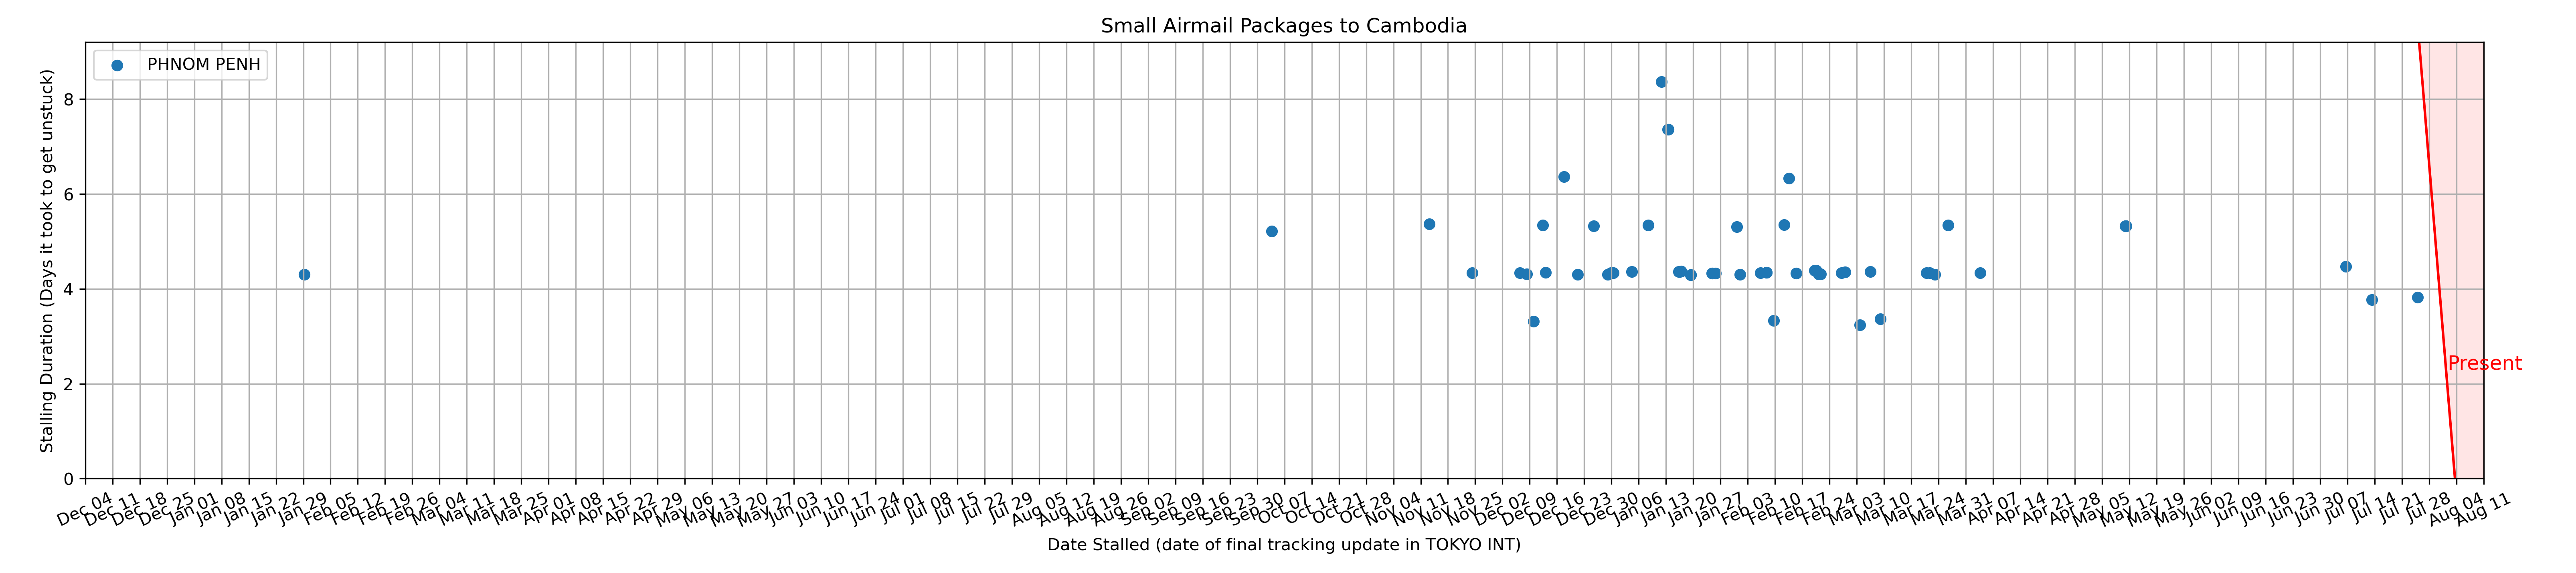 Small Airmail Packages to Cambodia
PHNOM PENH
Stalling Duration (Days it took to get unstuck)
8
6
4
2
0
Present
Dec 04
Dec 11
Dec 18
Dec 25
Jan 01
Jan 08
Jan 15
Jan 22
Jan 29
Feb 05
Feb 12
Feb 19
Feb 26
Mar 04
Mar 11
Mar 18
Mar 25
Apr 01
Apr 08
Apr 15
Apr 22
Apr 29
May 06
May 13
May 20
May 27
Jun 03
Jun 10
Jun 17
Jun 24
Jul 01
Jul 08
Jul 15
Jul 22
Jul 29
Aug 05
Aug 12
Aug 19
Aug 26
Sep 02
Sep 09
Sep 16
Sep 23
Sep 30
Oct 07
Oct 14
Oct 21
Oct 28
Nov 04
Nov 11
Nov 18
Nov 25
Dec 02
Dec 09
Dec 16
Dec 23
Dec 30
Jan 06
Jan 13
Jan 20
Jan 27
Feb 03
Feb 10
Feb 17
Feb 24
Mar 03
Mar 10
Mar 17
Mar 24
Mar 31
Apr 07
Apr 14
Apr 21
Apr 28
May 05
May 12
May 19
May 26
Jun 02
Jun 09
Jun 16
Jun 23
Jun 30
Jul 07
Jul 14
Jul 21
Jul 28
Aug 04
Aug 11
Date Stalled (date of final tracking update in TOKYO INT)